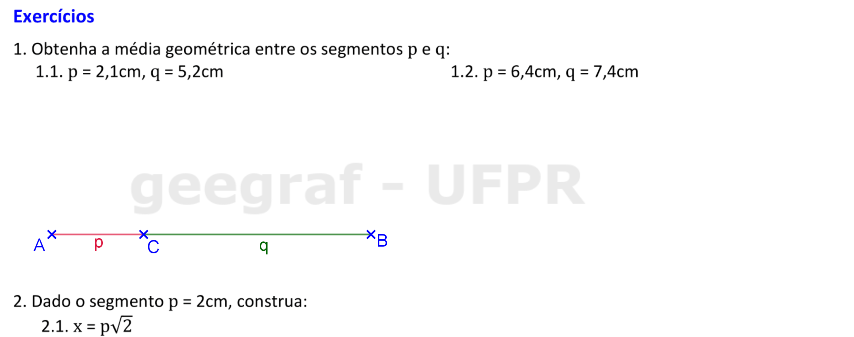 Exercícios
1. Obtenha a média geométrica entre os segmentos p e q:
1.1. p = 2,1cm, q = 5,2cm
1.2. p = 6,4cm, q = 7,4cm
geegraf - UFPR
A p C q B
2. Dado o segmento p = 2cm, construa:
2.1. x = p√2